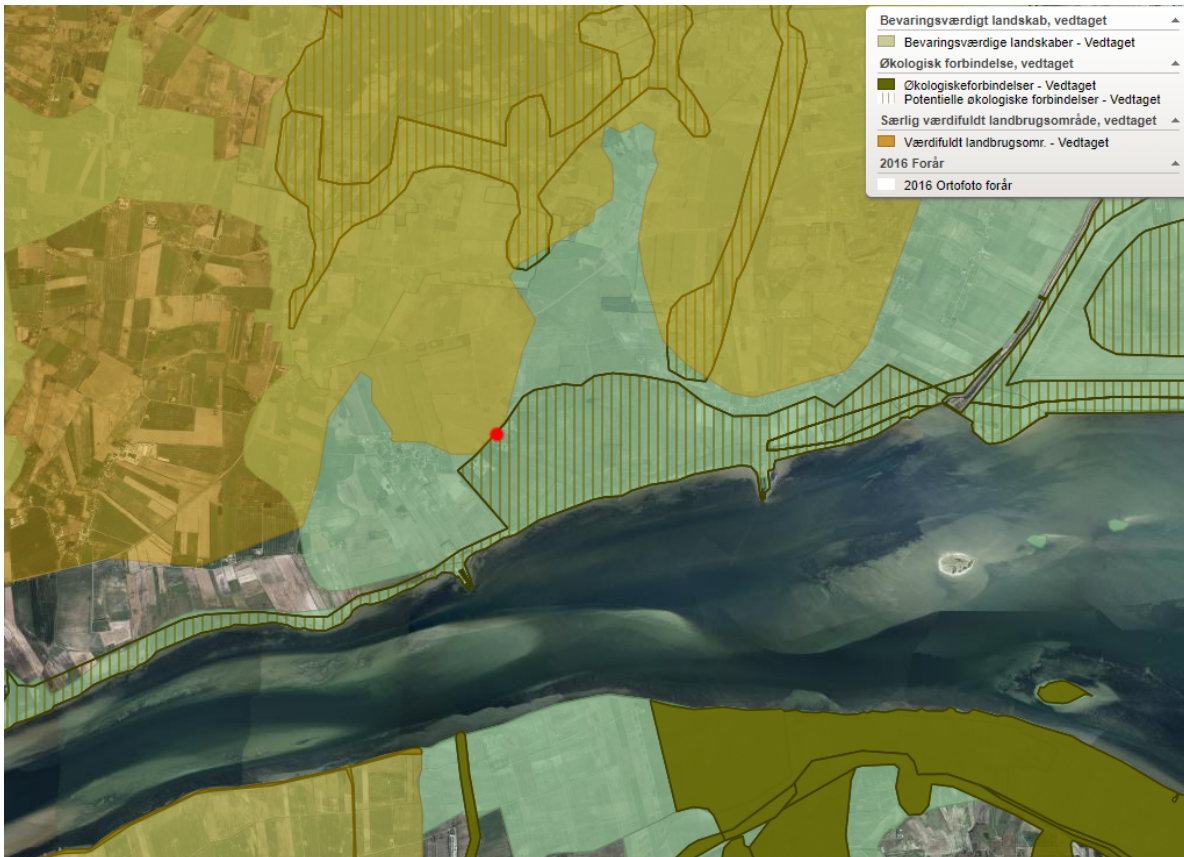 Bevaringsværdigt landskab, vedtaget
Bevaringsværdige landskaber - Vedtaget
Økologisk forbindelse, vedtaget
Økologiskeforbindelser - Vedtaget
Potentielle økologiske forbindelser - Vedtaget
Særlig værdifuldt landbrugsområde, vedtaget
Værdifuldt landbrugsomr. - Vedtaget
2016 Forår
2016 Ortofoto forår